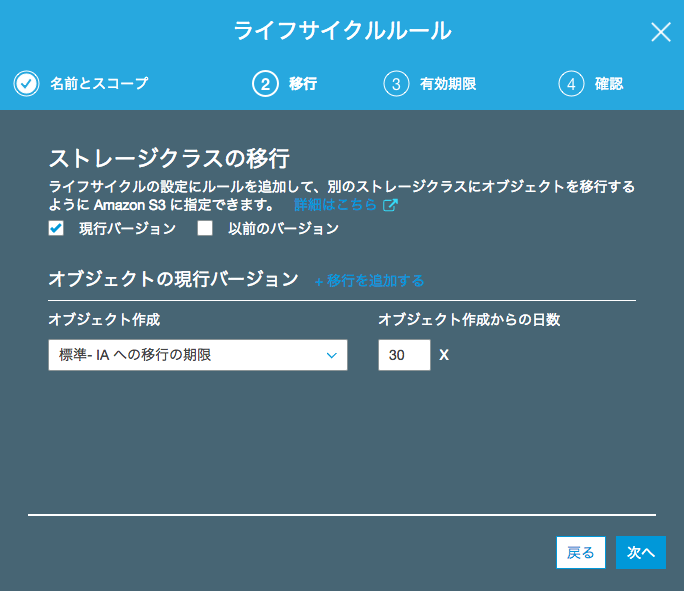 ライフサイクルルール
名前とスコープ
2 移行
3 有効期限
4 確認
ストレージクラスの移行
ライフサイクルの設定にルールを追加して、別のストレージクラスにオブジェクトを移行する
ように Amazon S3 に指定できます。 詳細はこちら
現行バージョン 以前のバージョン
オブジェクトの現行バージョン + 移行を追加する
オブジェクト作成 オブジェクト作成からの日数
標準- IA への移行の期限 30 X
戻る 次へ